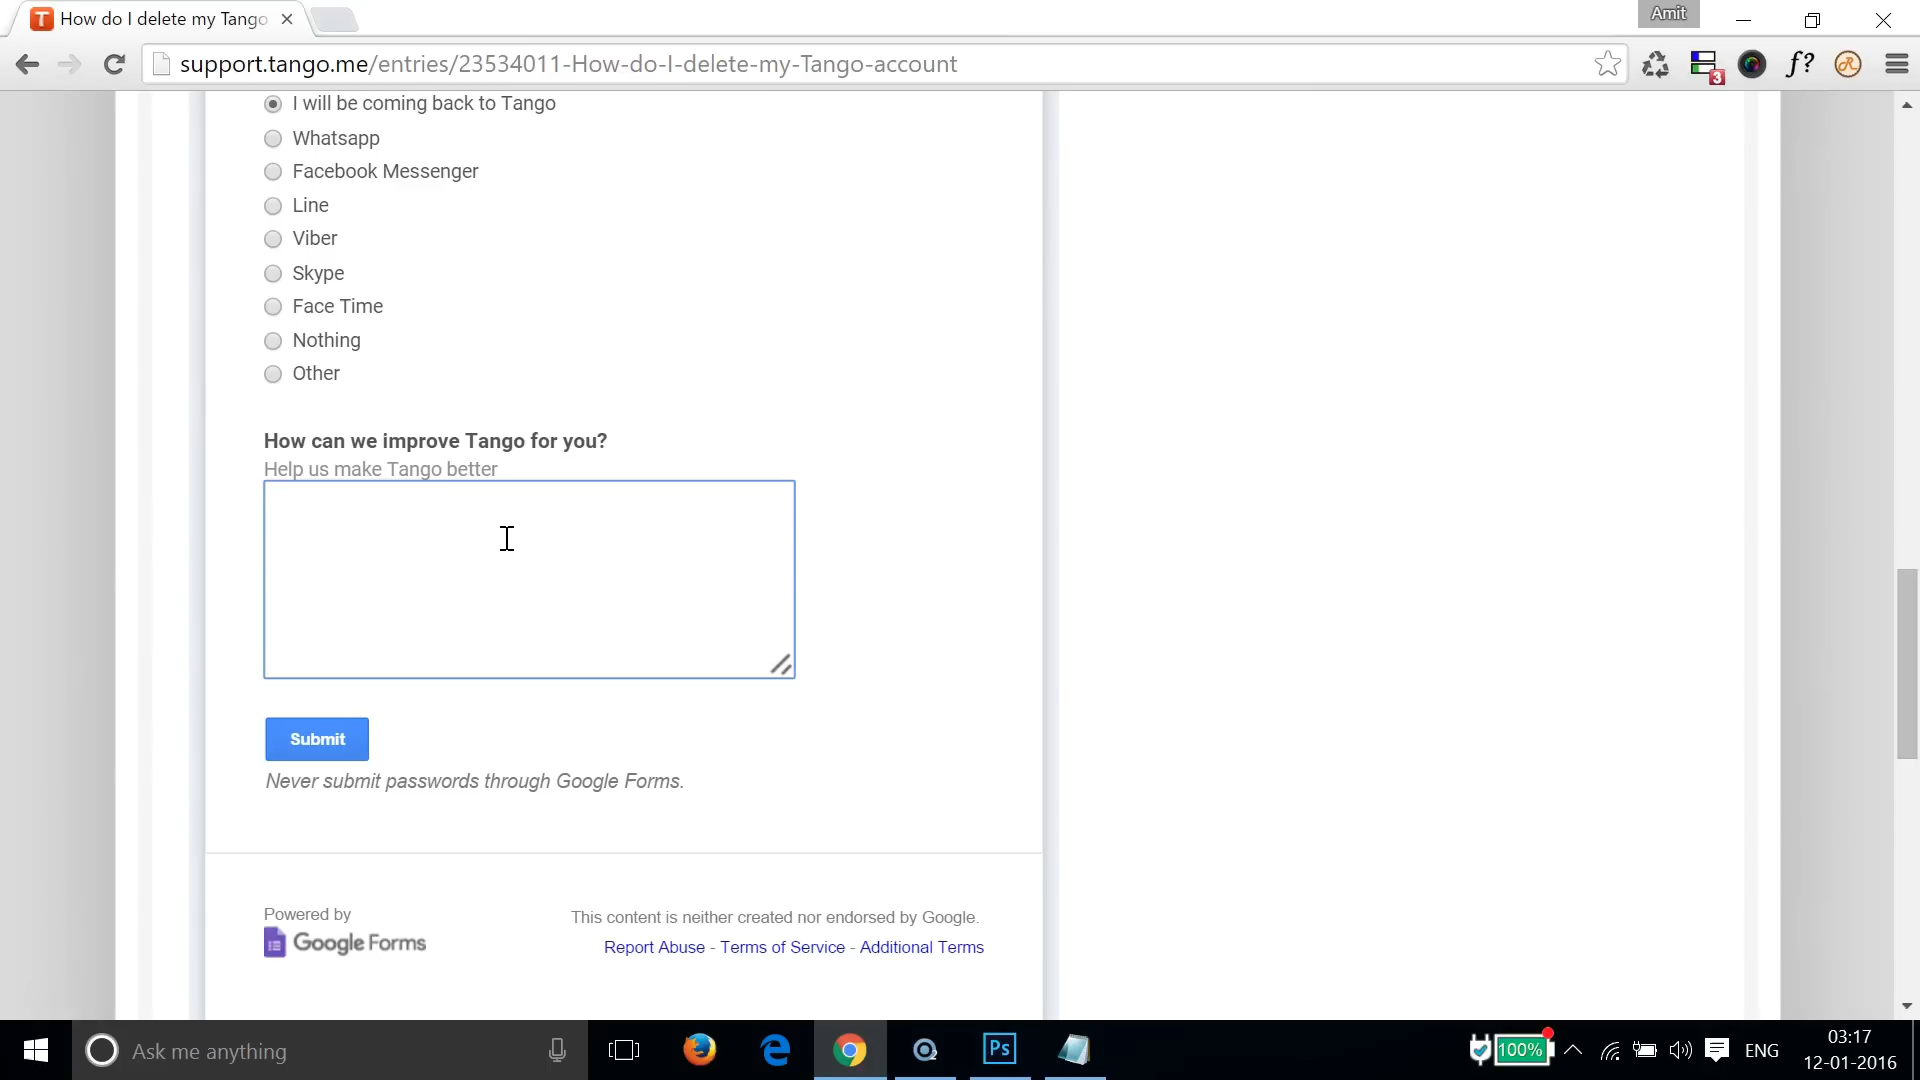 How do I delete my Tango
Amit
support.tango.me/entries/23534011-How-do-I-delete-my-Tango-account
3
f?
I will be coming back to Tango
Whatsapp
Facebook Messenger
Line
Viber
Skype
Face Time
Nothing
Other
How can we improve Tango for you?
Help us make Tango better
Submit
Never submit passwords through Google Forms.
Powered by
Google Forms
This content is neither created nor endorsed by Google.
Report Abuse - Terms of Service - Additional Terms
Ask me anything
Ps
100%
ENG
03:17
12-01-2016